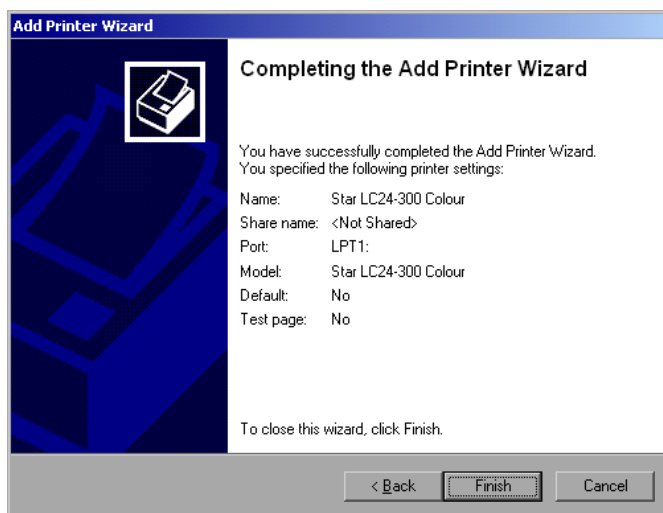 Add Printer Wizard
Completing the Add Printer Wizard
You have successfully completed the Add Printer Wizard.
You specified the following printer settings:
Name: Star LC24-300 Colour
Share name: <Not Shared>
Port: LPT1:
Model: Star LC24-300 Colour
Default: No
Test page: No
To close this wizard, click Finish.
< Back Finish Cancel